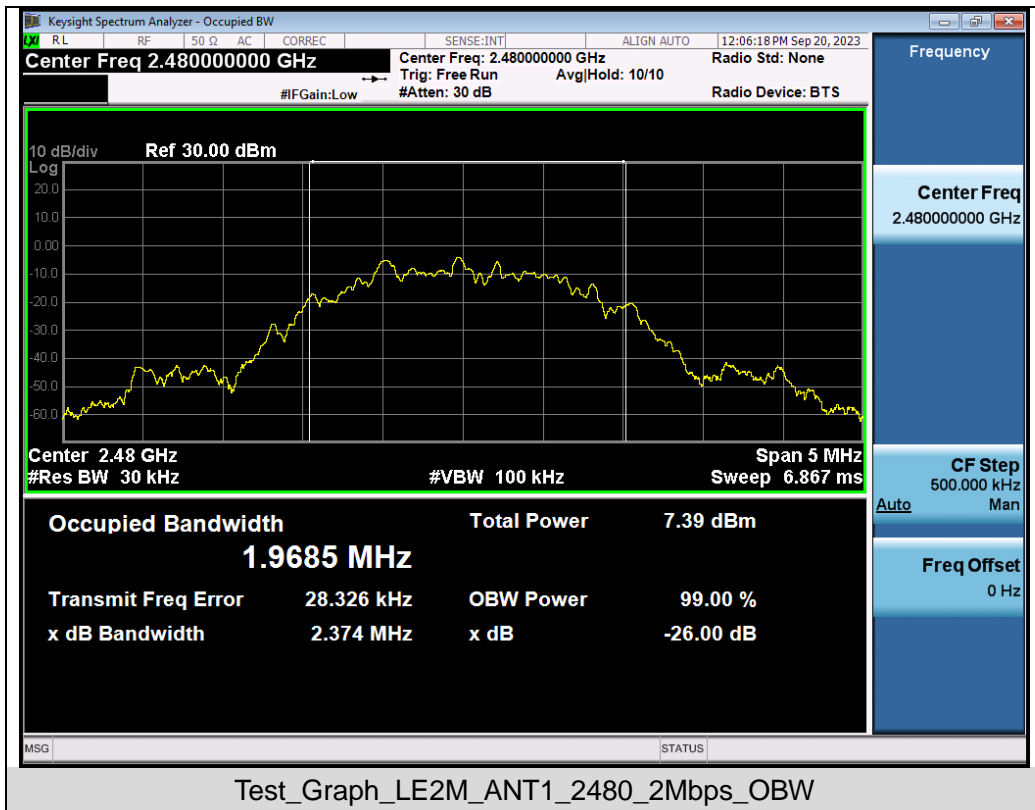 Keysight Spectrum Analyzer - Occupied BW
LXI RL RF 50 Ω AC CORREC SENSE:INT ALIGN AUTO 12:06:18 PM Sep 20, 2023
Center Freq 2.480000000 GHz
Center Freq: 2.480000000 GHz
Radio Std: None
Trig: Free Run Avg|Hold: 10/10
#IFGain:Low #Atten: 30 dB Radio Device: BTS
Frequency
10 dB/div Ref 30.00 dBm
Log
20.0
10.0
0.00
-10.0
-20.0
-30.0
-40.0
-50.0
-60.0
Center 2.48 GHz Span 5 MHz
#Res BW 30 kHz #VBW 100 kHz Sweep 6.867 ms
Center Freq
2.480000000 GHz
CF Step
500.000 kHz
Auto Man
Freq Offset
0 Hz
Occupied Bandwidth Total Power 7.39 dBm
1.9685 MHz
Transmit Freq Error 28.326 kHz OBW Power 99.00 %
x dB Bandwidth 2.374 MHz x dB -26.00 dB
MSG STATUS
Test_Graph_LE2M_ANT1_2480_2Mbps_OBW